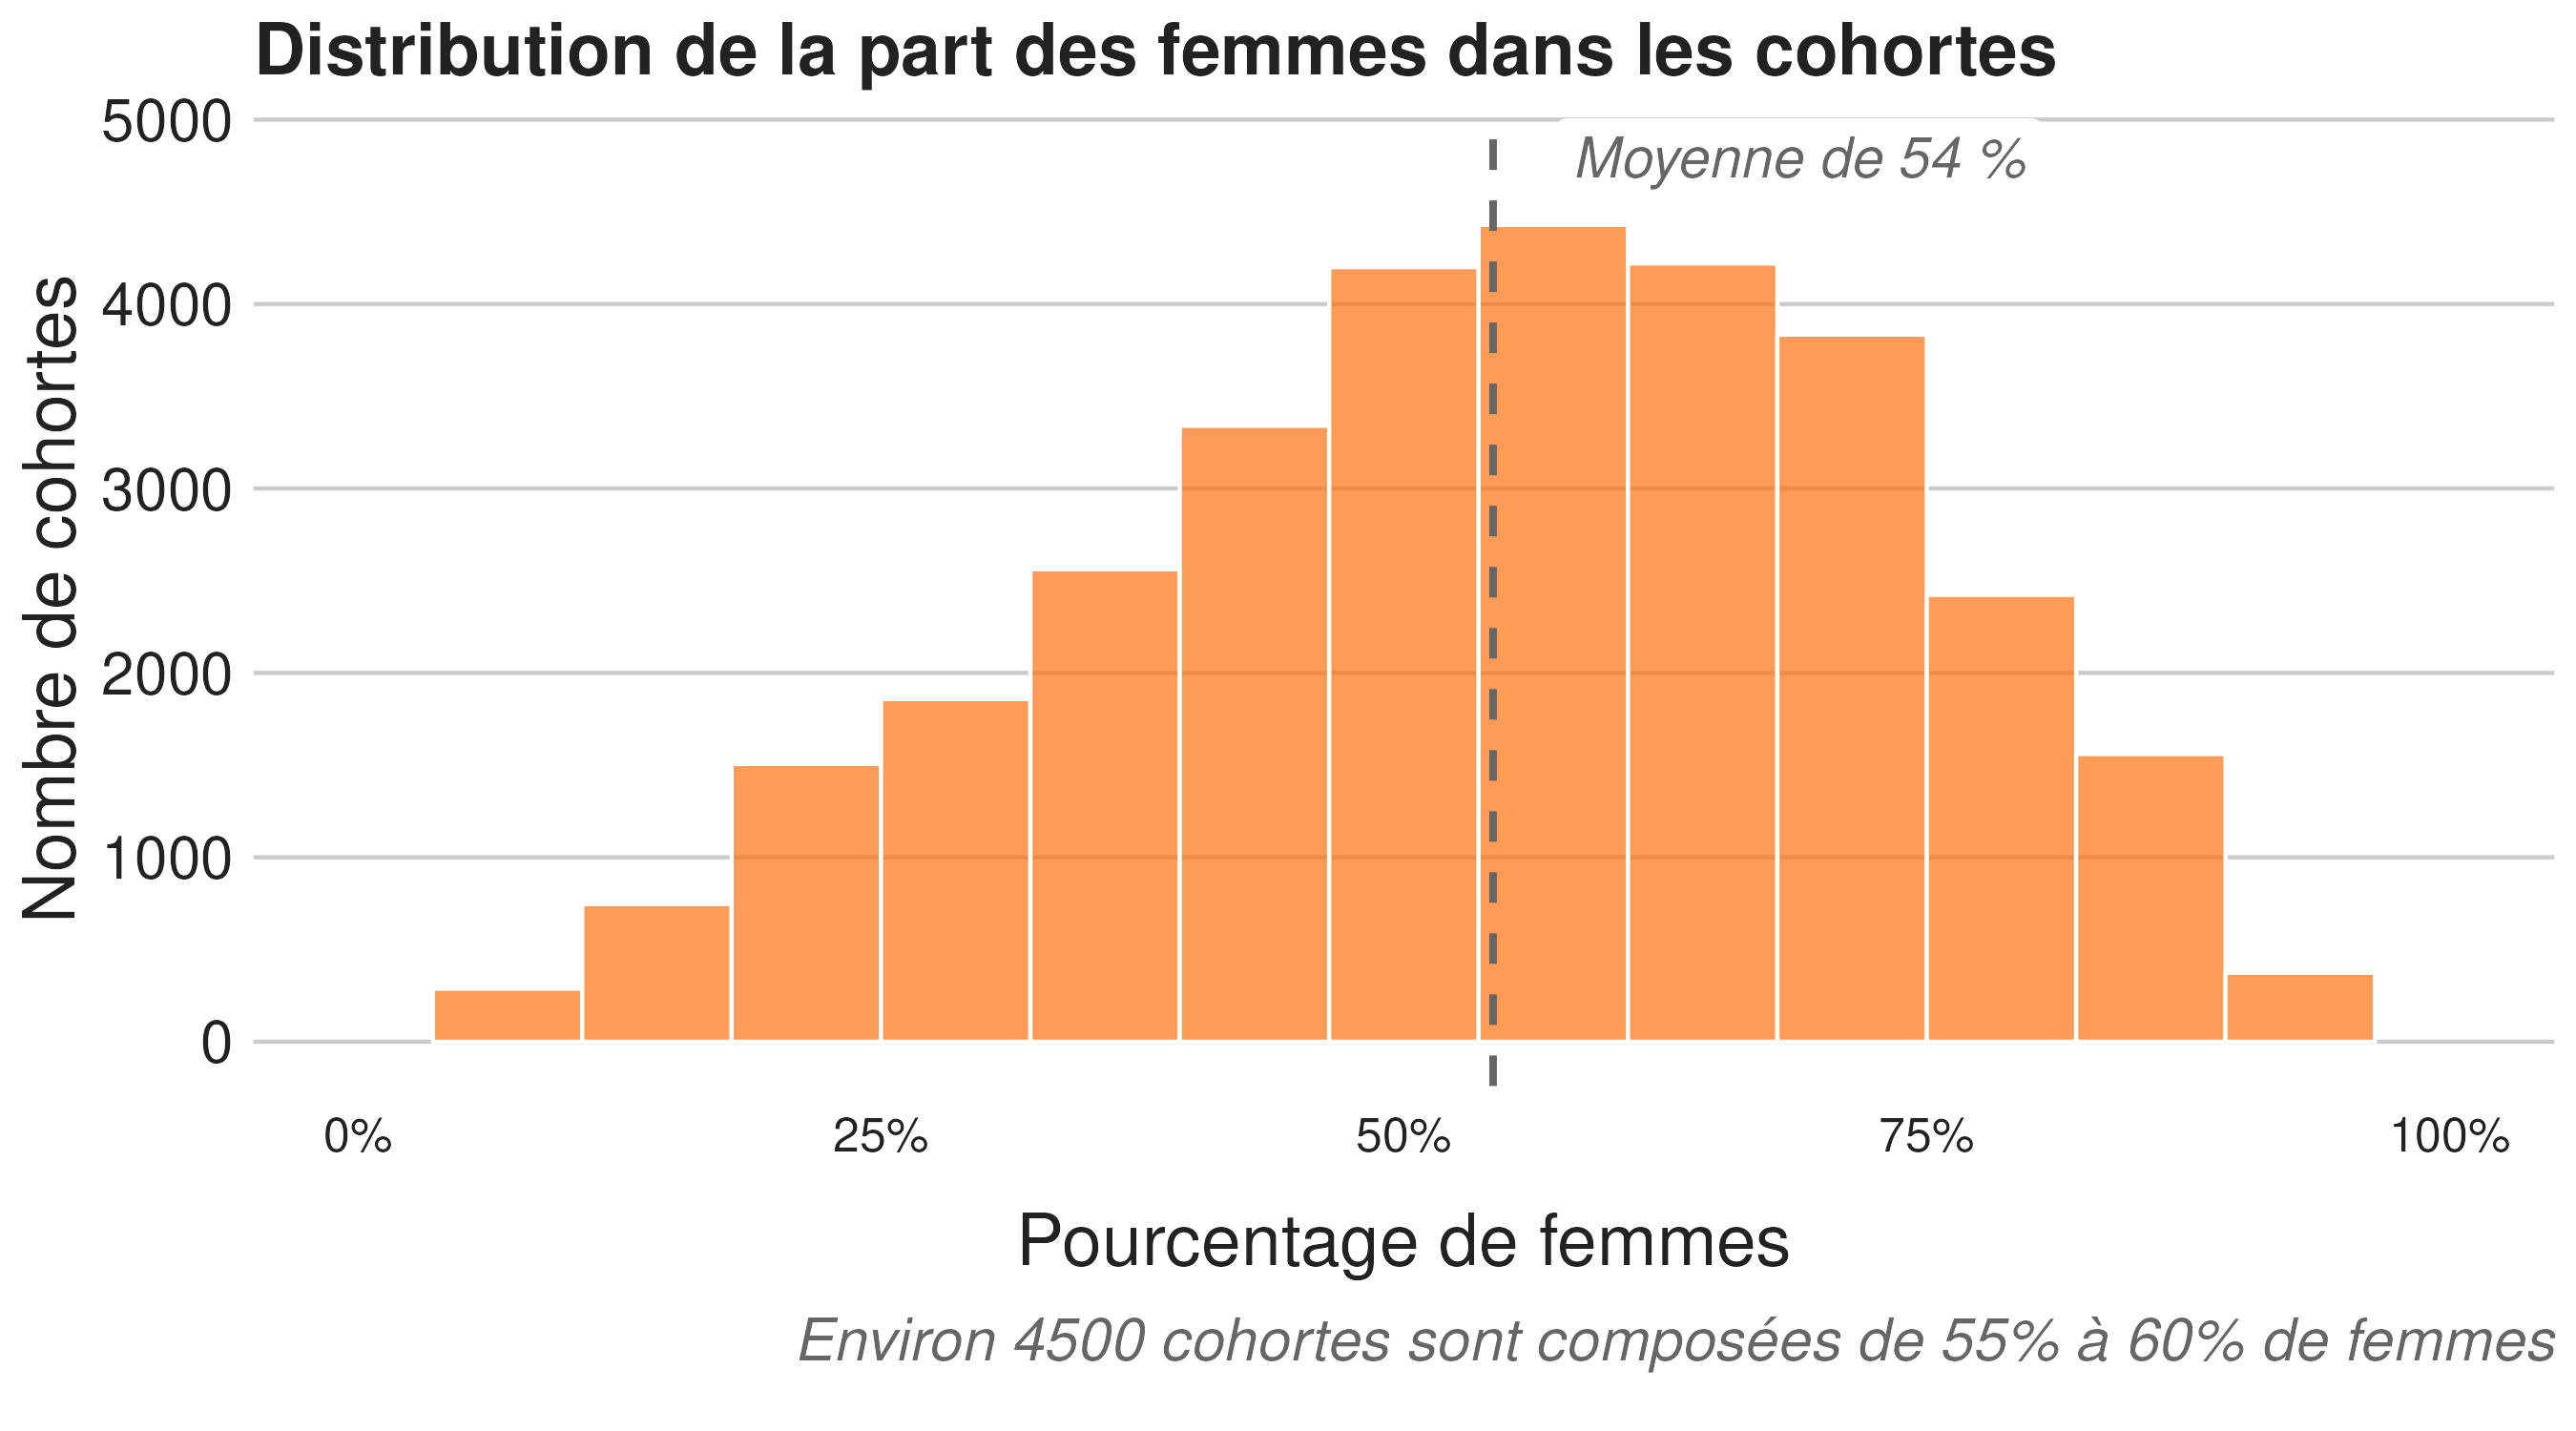 Distribution de la part des femmes dans les cohortes
5000
Moyenne de 54 %
4000
3000
2000
1000
0
Nombre de cohortes
0% 25% 50% 75% 100%
Pourcentage de femmes
Environ 4500 cohortes sont composées de 55% à 60% de femmes